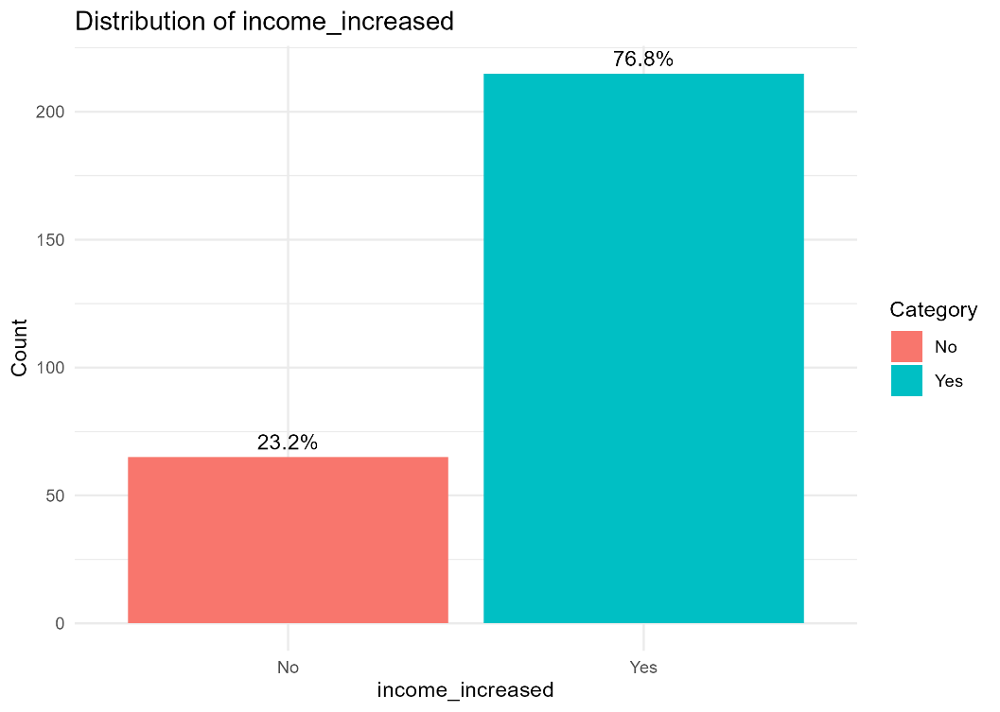 Distribution of income_increased
76.8%
200
150
Category
No
Yes
Count
100
23.2%
50
0
No
Yes
income_increased